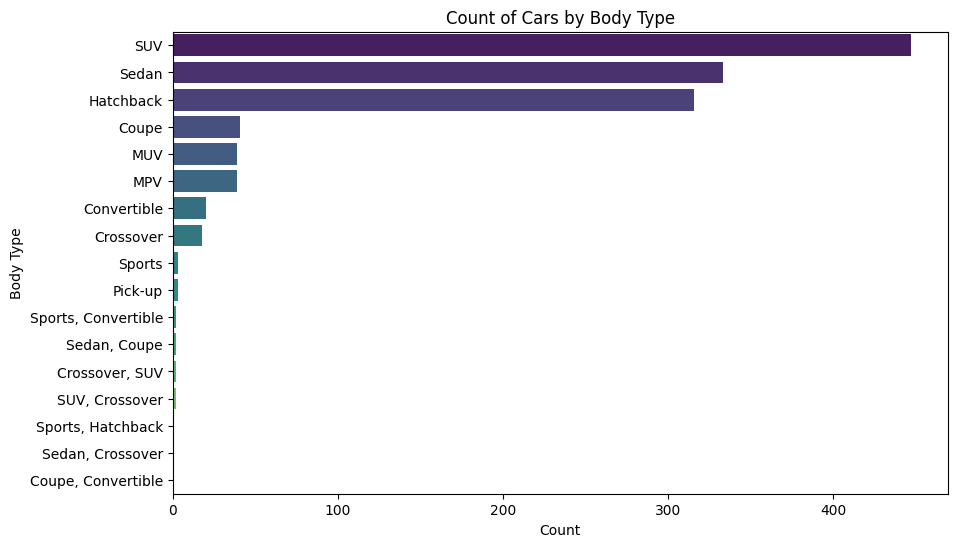 Count of Cars by Body Type
SUV
Sedan
Hatchback
Coupe
MUV
MPV
Convertible
Crossover
Sports
Pick-up
Sports, Convertible
Sedan, Coupe
Crossover, SUV
SUV, Crossover
Sports, Hatchback
Sedan, Crossover
Coupe, Convertible
Body Type
0 100 200 300 400
Count